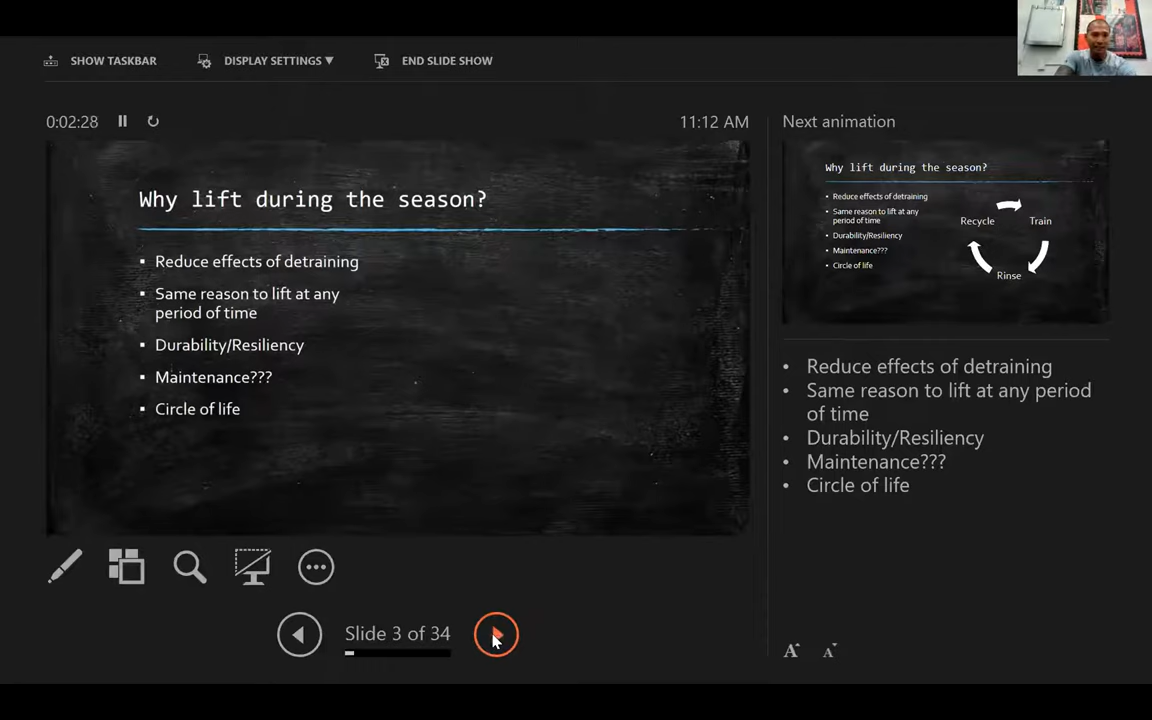 SHOW TASKBAR
DISPLAY SETTINGS ▼
END SLIDE SHOW
0:02:28
11:12 AM
Why lift during the season?
▪ Reduce effects of detraining
▪ Same reason to lift at any
period of time
▪ Durability/Resiliency
▪ Maintenance???
▪ Circle of life
Slide 3 of 34
Next animation
Why lift during the season?
▪ Reduce effects of detraining
▪ Same reason to lift at any
period of time
▪ Durability/Resiliency
▪ Maintenance???
▪ Circle of life
Recycle
Train
Rinse
• Reduce effects of detraining
• Same reason to lift at any period
of time
• Durability/Resiliency
• Maintenance???
• Circle of life
A A